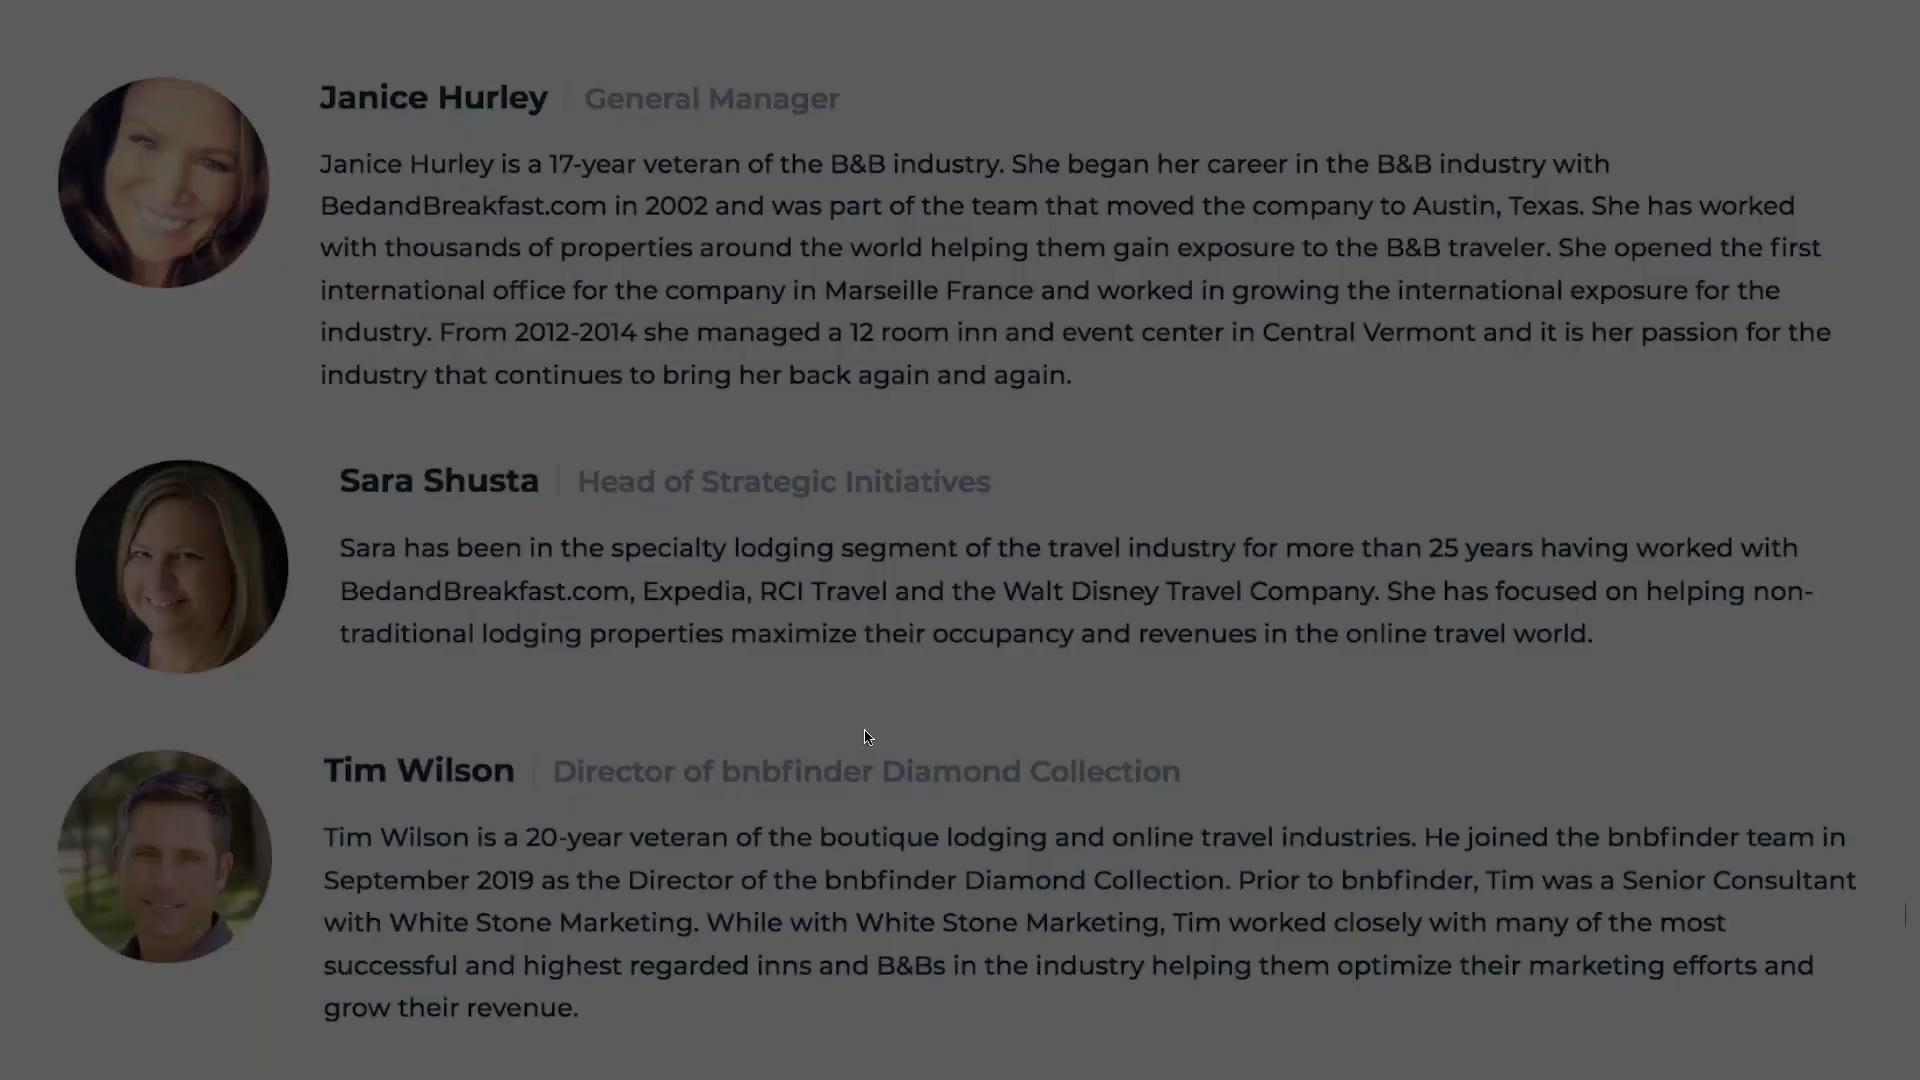 Janice Hurley General Manager
Janice Hurley is a 17-year veteran of the B&B industry. She began her career in the B&B industry with
BedandBreakfast.com in 2002 and was part of the team that moved the company to Austin, Texas. She has worked
with thousands of properties around the world helping them gain exposure to the B&B traveler. She opened the first
international office for the company in Marseille France and worked in growing the international exposure for the
industry. From 2012-2014 she managed a 12 room inn and event center in Central Vermont and it is her passion for the
industry that continues to bring her back again and again.
Sara Shusta Head of Strategic Initiatives
Sara has been in the specialty lodging segment of the travel industry for more than 25 years having worked with
BedandBreakfast.com, Expedia, RCI Travel and the Walt Disney Travel Company. She has focused on helping non-
traditional lodging properties maximize their occupancy and revenues in the online travel world.
Tim Wilson Director of bnbfinder Diamond Collection
Tim Wilson is a 20-year veteran of the boutique lodging and online travel industries. He joined the bnbfinder team in
September 2019 as the Director of the bnbfinder Diamond Collection. Prior to bnbfinder, Tim was a Senior Consultant
with White Stone Marketing. While with White Stone Marketing, Tim worked closely with many of the most
successful and highest regarded inns and B&Bs in the industry helping them optimize their marketing efforts and
grow their revenue.